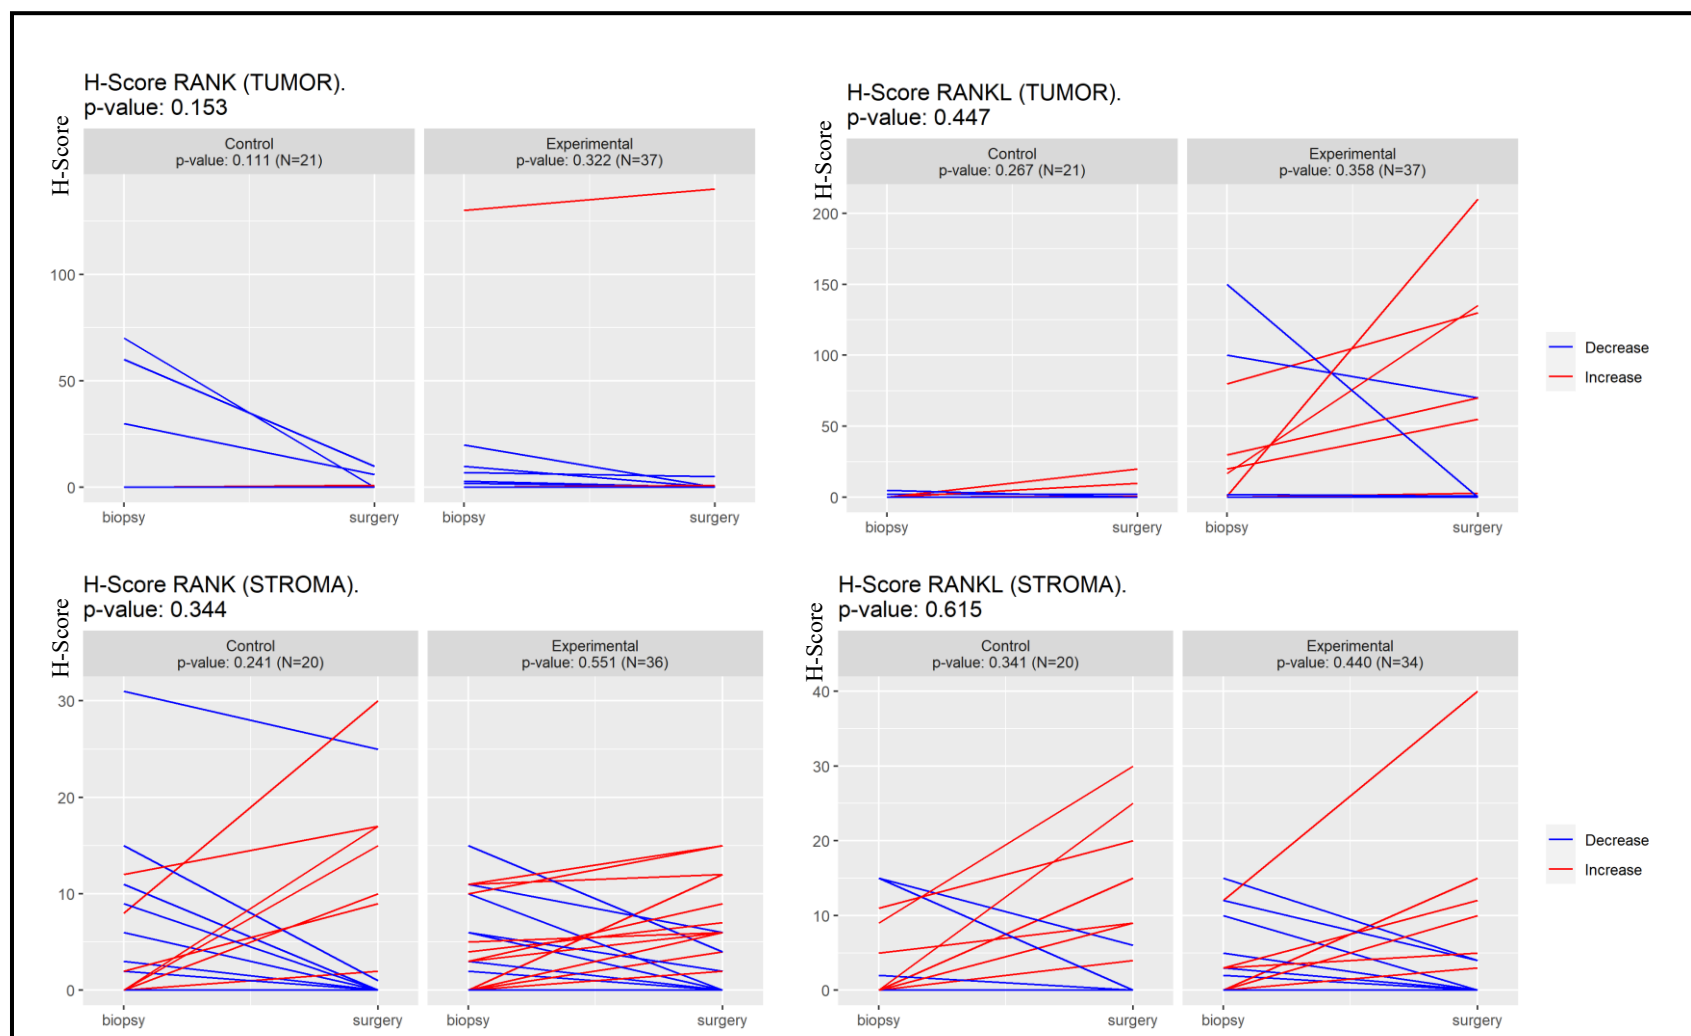 H-Score RANK (TUMOR).
p-value: 0.153
H-Score
Control
p-value: 0.111 (N=21)
Experimental
p-value: 0.322 (N=37)
100
50
0
biopsy
surgery
biopsy
surgery
H-Score RANKL (TUMOR).
p-value: 0.447
H-Score
Control
p-value: 0.267 (N=21)
Experimental
p-value: 0.358 (N=37)
200
150
100
50
0
biopsy
surgery
biopsy
surgery
Decrease
Increase
H-Score RANK (STROMA).
p-value: 0.344
H-Score
Control
p-value: 0.241 (N=20)
Experimental
p-value: 0.551 (N=36)
30
20
10
0
biopsy
surgery
biopsy
surgery
H-Score RANKL (STROMA).
p-value: 0.615
H-Score
Control
p-value: 0.341 (N=20)
Experimental
p-value: 0.440 (N=34)
40
30
20
10
0
biopsy
surgery
biopsy
surgery
Decrease
Increase